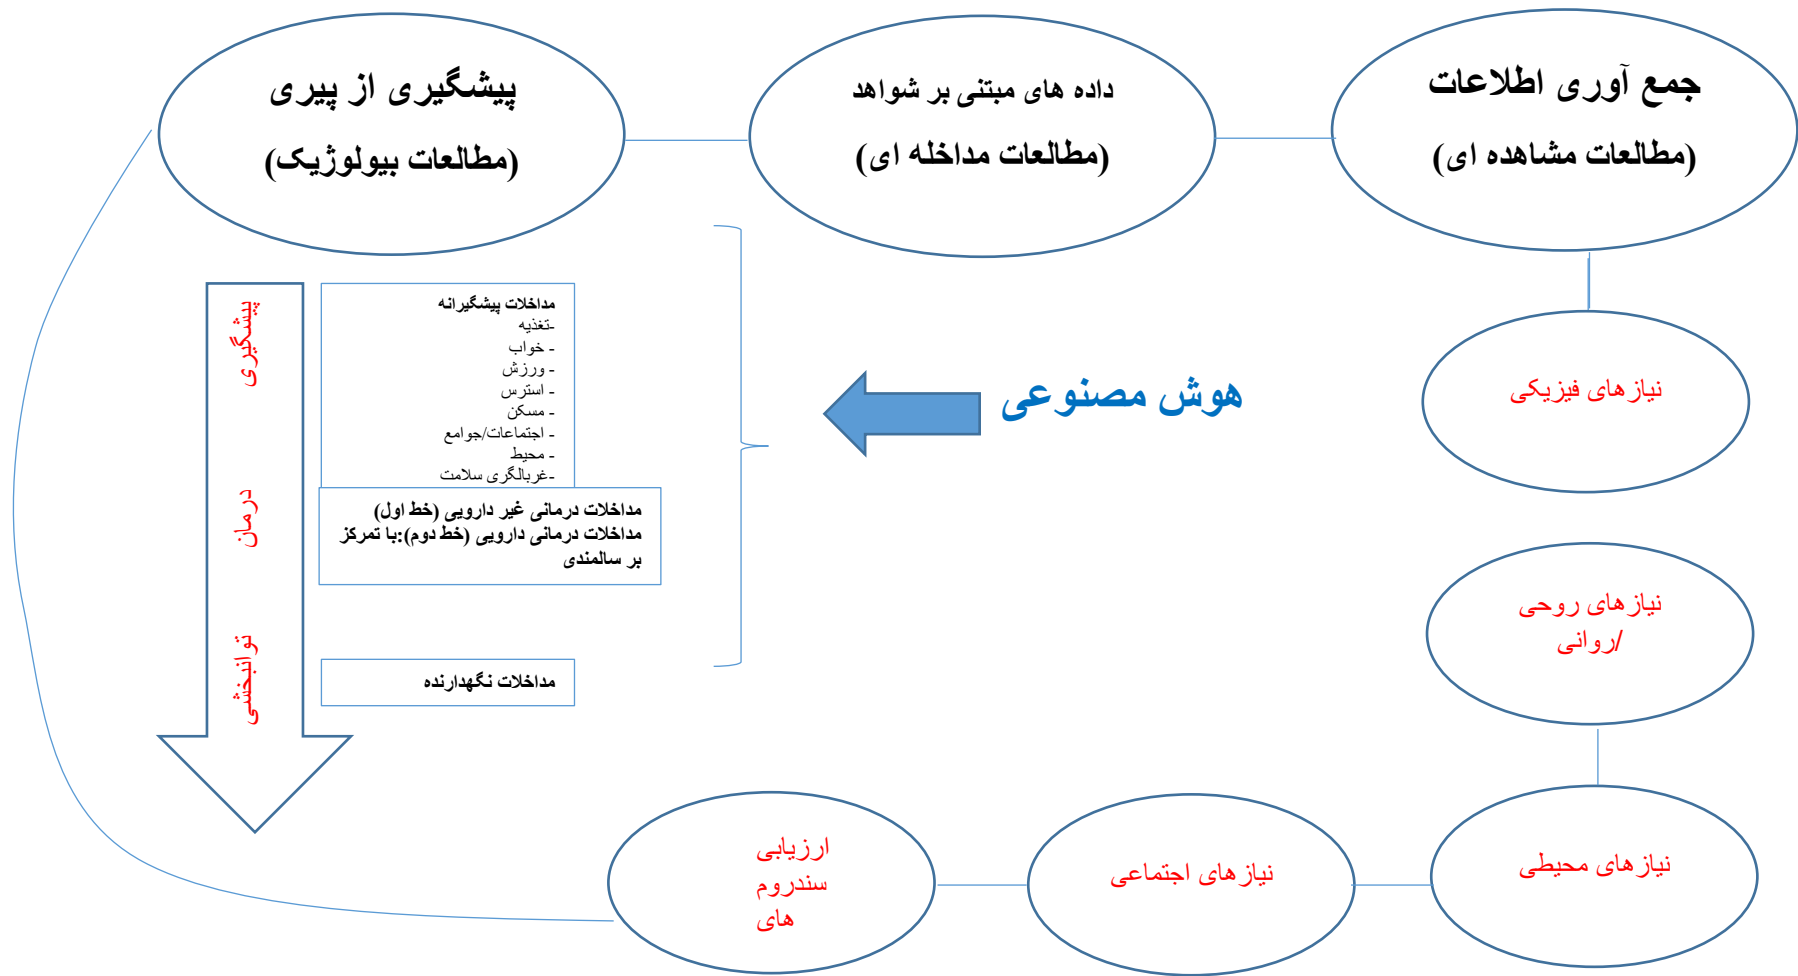 جمع آوری اطلاعات
(مطالعات مشاهده ای)
داده های مبتنی بر شواهد
(مطالعات مداخله ای)
پیشگیری از پیری
(مطالعات بیولوژیک)
نیازهای فیزیکی
نیازهای روحی
/روانی
نیازهای محیطی
نیازهای اجتماعی
ارزیابی
سندروم
های
هوش مصنوعی
مداخلات پیشگیرانه
-تغذیه
- خواب
- ورزش
- استرس
- مسکن
- اجتماعات/جوامع
- محیط
-غربالگری سلامت
مداخلات درمانی غیر دارویی (خط اول)
مداخلات درمانی دارویی (خط دوم):با تمرکز
بر سالمندی
مداخلات نگهدارنده
پیشگیری
درمان
توانبخشی